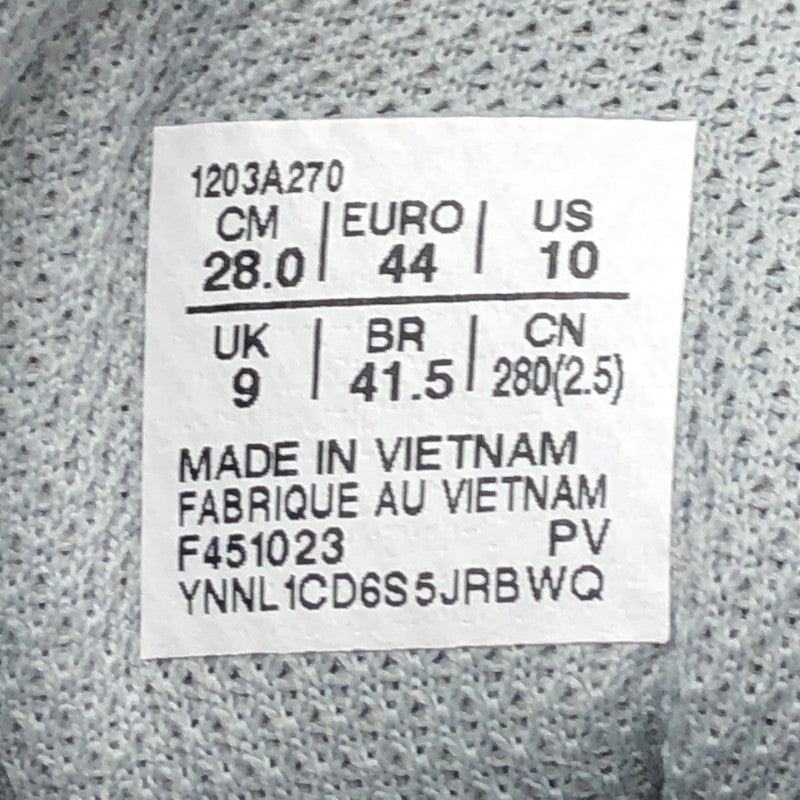 1203A270
CM | EURO | US
28.0 | 44 | 10
UK | BR | CN
9 | 41.5 | 280(2.5)
MADE IN VIETNAM
FABRIQUE AU VIETNAM
F451023 PV
YNNL1CD6S5JRBWQ